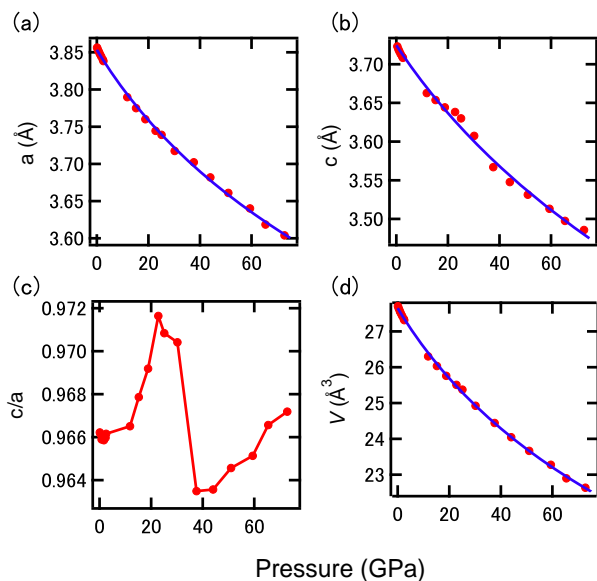 (a)
3.85
3.80
3.75
3.70
3.65
3.60
a (Å)
0 20 40 60
(b)
3.70
3.65
3.60
3.55
3.50
c (Å)
0 20 40 60
(c)
0.972
0.970
0.968
0.966
0.964
c/a
0 20 40 60
(d)
27
26
25
24
23
V (Å³)
0 20 40 60
Pressure (GPa)